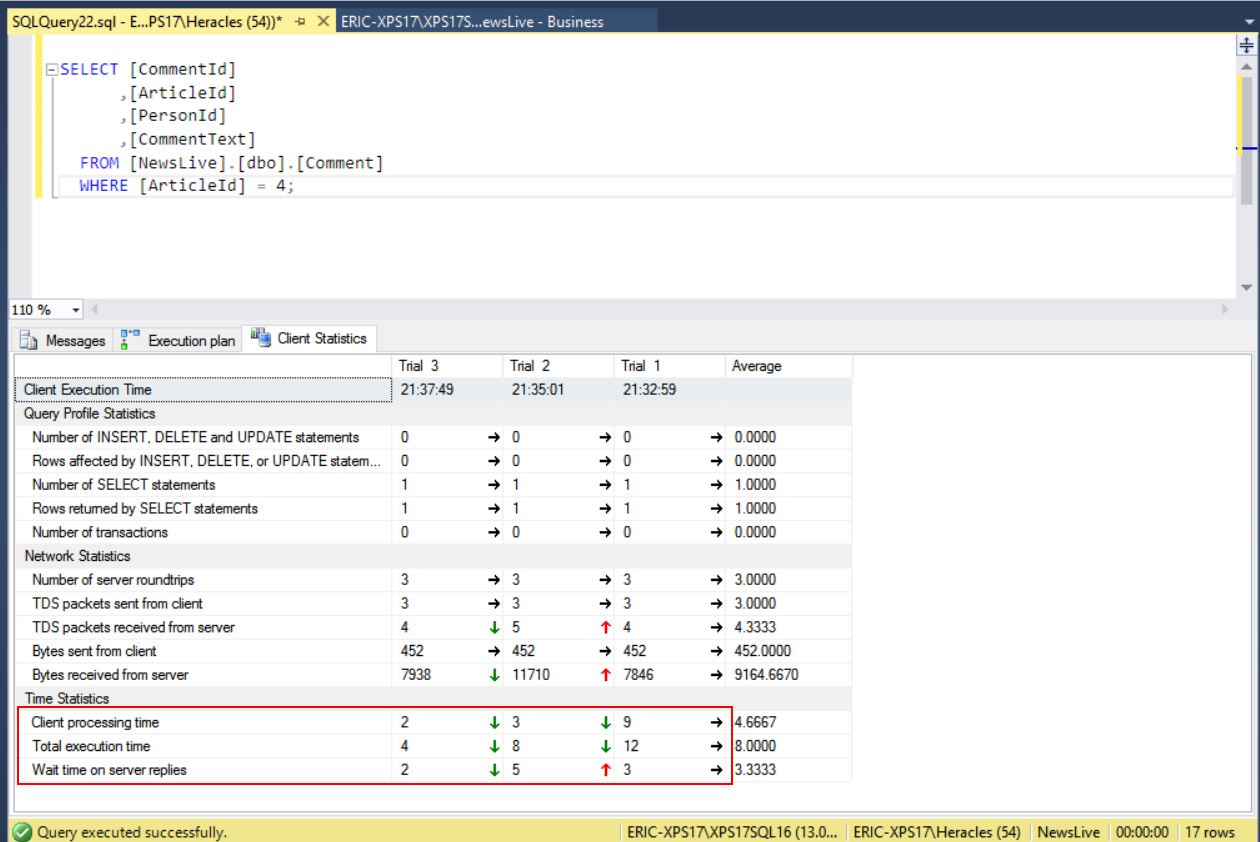 SQLQuery22.sql - E...PS17\Heracles (54))* ERIC-XPS17\XPS17S...ewsLive - Business
SELECT [CommentId]
,[ArticleId]
,[PersonId]
,[CommentText]
FROM [NewsLive].[dbo].[Comment]
WHERE [ArticleId] = 4;
110 %
Messages Execution plan Client Statistics
Trial 3 Trial 2 Trial 1 Average
Client Execution Time 21:37:49 21:35:01 21:32:59
Query Profile Statistics
Number of INSERT, DELETE and UPDATE statements 0 → 0 → 0 → 0.0000
Rows affected by INSERT, DELETE, or UPDATE statem... 0 → 0 → 0 → 0.0000
Number of SELECT statements 1 → 1 → 1 → 1.0000
Rows returned by SELECT statements 1 → 1 → 1 → 1.0000
Number of transactions 0 → 0 → 0 → 0.0000
Network Statistics
Number of server roundtrips 3 → 3 → 3 → 3.0000
TDS packets sent from client 3 → 3 → 3 → 3.0000
TDS packets received from server 4 ↓ 5 ↑ 4 → 4.3333
Bytes sent from client 452 → 452 → 452 → 452.0000
Bytes received from server 7938 ↓ 11710 ↑ 7846 → 9164.6670
Time Statistics
Client processing time 2 ↓ 3 ↓ 9 → 4.6667
Total execution time 4 ↓ 8 ↓ 12 → 8.0000
Wait time on server replies 2 ↓ 5 ↑ 3 → 3.3333
Query executed successfully. ERIC-XPS17\XPS17SQL16 (13.0... ERIC-XPS17\Heracles (54) NewsLive 00:00:00 17 rows